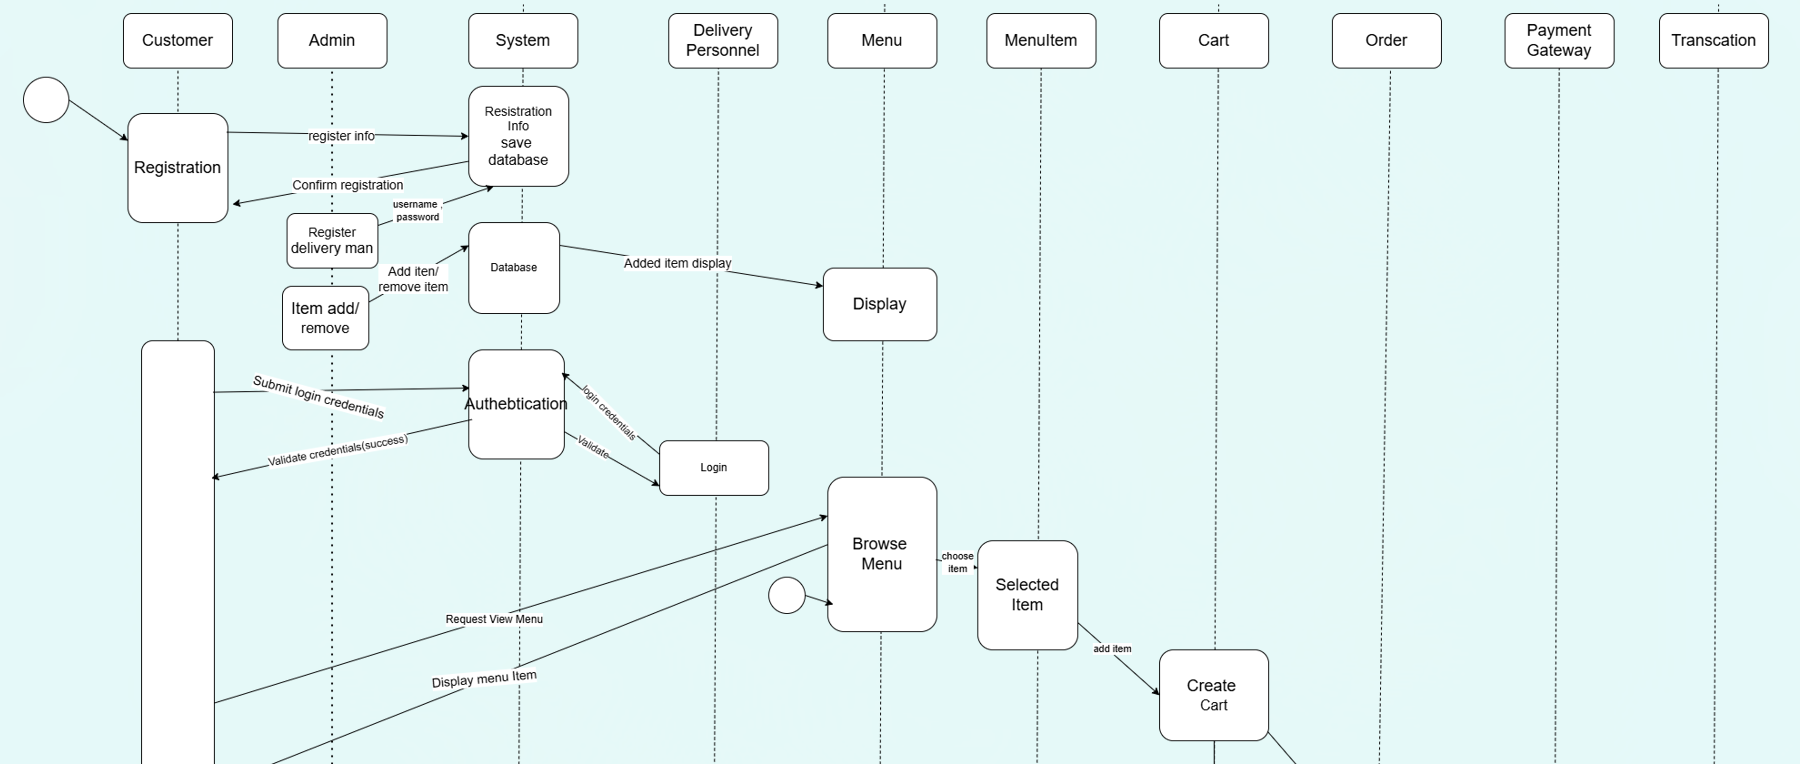 Customer
Admin
System
Delivery
Personnel
Menu
MenuItem
Cart
Order
Payment
Gateway
Transcation
Registration
register info
Resistration
Info
save
database
Confirm registration
username ,
password
Register
delivery man
Add iten/
remove item
Item add/
remove
Database
Added item display
Display
Submit login credentials
Authebtication
login credentials
Validate
Validate credentials(success)
Login
Browse
Menu
choose
item
Selected
Item
Request View Menu
add item
Display menu Item
Create
Cart